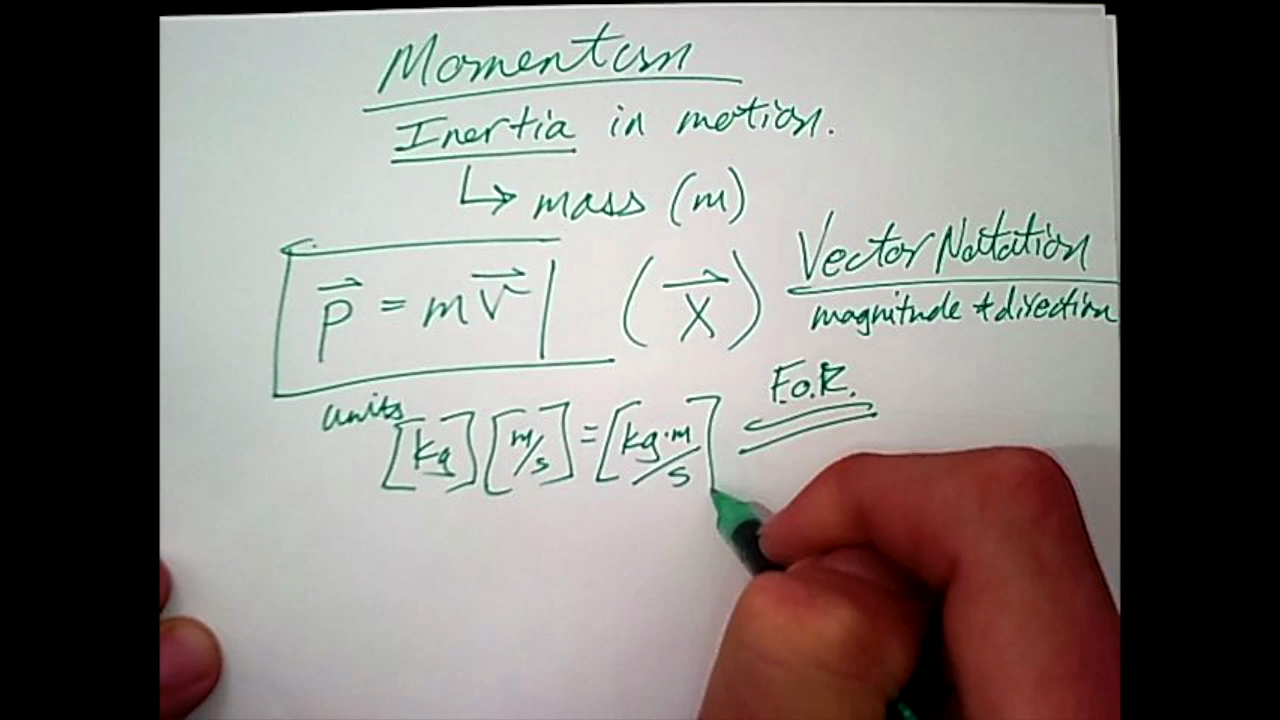 Momentum
Inertia in motion.
↳ mass (m)
Vector Notation
p⃗ = mv⃗ (x⃗)
magnitude + direction
F.O.R.
units
[kg] [m/s] = [kg·m/s]